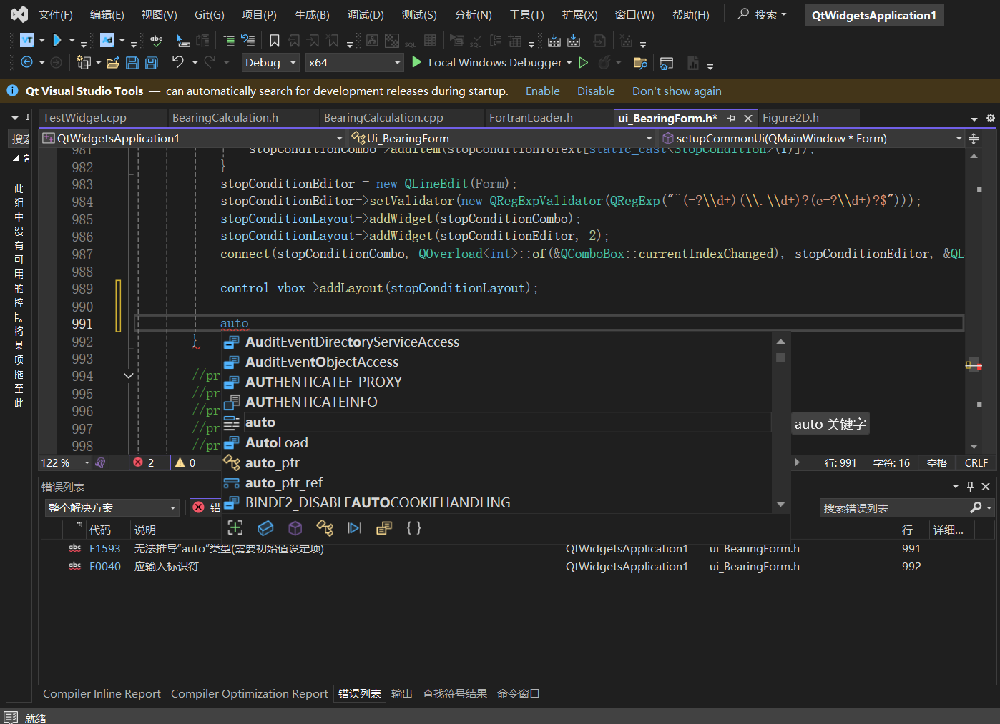 文件(F) 编辑(E) 视图(V) Git(G) 项目(P) 生成(B) 调试(D) 测试(S) 分析(N) 工具(T) 扩展(X) 窗口(W) 帮助(H) 搜索 QtWidgetsApplication1
Debug x64 Local Windows Debugger
Qt Visual Studio Tools — can automatically search for development releases during startup. Enable Disable Don't show again
TestWidget.cpp BearingCalculation.h BearingCalculation.cpp FortranLoader.h ui_BearingForm.h* Figure2D.h
搜索 QtWidgetsApplication1 Ui_BearingForm setupCommonUi(QMainWindow * Form)
981 stopConditionCombo->addItem(stopConditionToText[static_cast<StopCondition>(i)]);
982 }
983 stopConditionEditor = new QLineEdit(Form);
984 stopConditionEditor->setValidator(new QRegExpValidator(QRegExp("^(-?\\d+)(\\.\\d+)?(e-?\\d+)?$")));
985 stopConditionLayout->addWidget(stopConditionCombo);
986 stopConditionLayout->addWidget(stopConditionEditor, 2);
987 connect(stopConditionCombo, QOverload<int>::of(&QComboBox::currentIndexChanged), stopConditionEditor, &QL
988
989 control_vbox->addLayout(stopConditionLayout);
990
991 auto
992 }
993
994 //pr
995 //pr
996 //pr
997 //pr
998 //pr
常
此
组
中
没
有
可
用
的
控
件。
将
某
项
拖
至
此
AuditEventDirectoryServiceAccess
AuditEventObjectAccess
AUTHENTICATEF_PROXY
AUTHENTICATEINFO
auto
auto 关键字
AutoLoad
auto_ptr
auto_ptr_ref
BINDF2_DISABLEAUTOCOOKIEHANDLING
122 % 2 0 行: 991 字符: 16 空格 CRLF
错误列表
整个解决方案 错 搜索错误列表
代码 说明 行 详细...
abc E1593 无法推导“auto”类型(需要初始值设定项) QtWidgetsApplication1 ui_BearingForm.h 991
abc E0040 应输入标识符 QtWidgetsApplication1 ui_BearingForm.h 992
Compiler Inline Report Compiler Optimization Report 错误列表 输出 查找符号结果 命令窗口
就绪